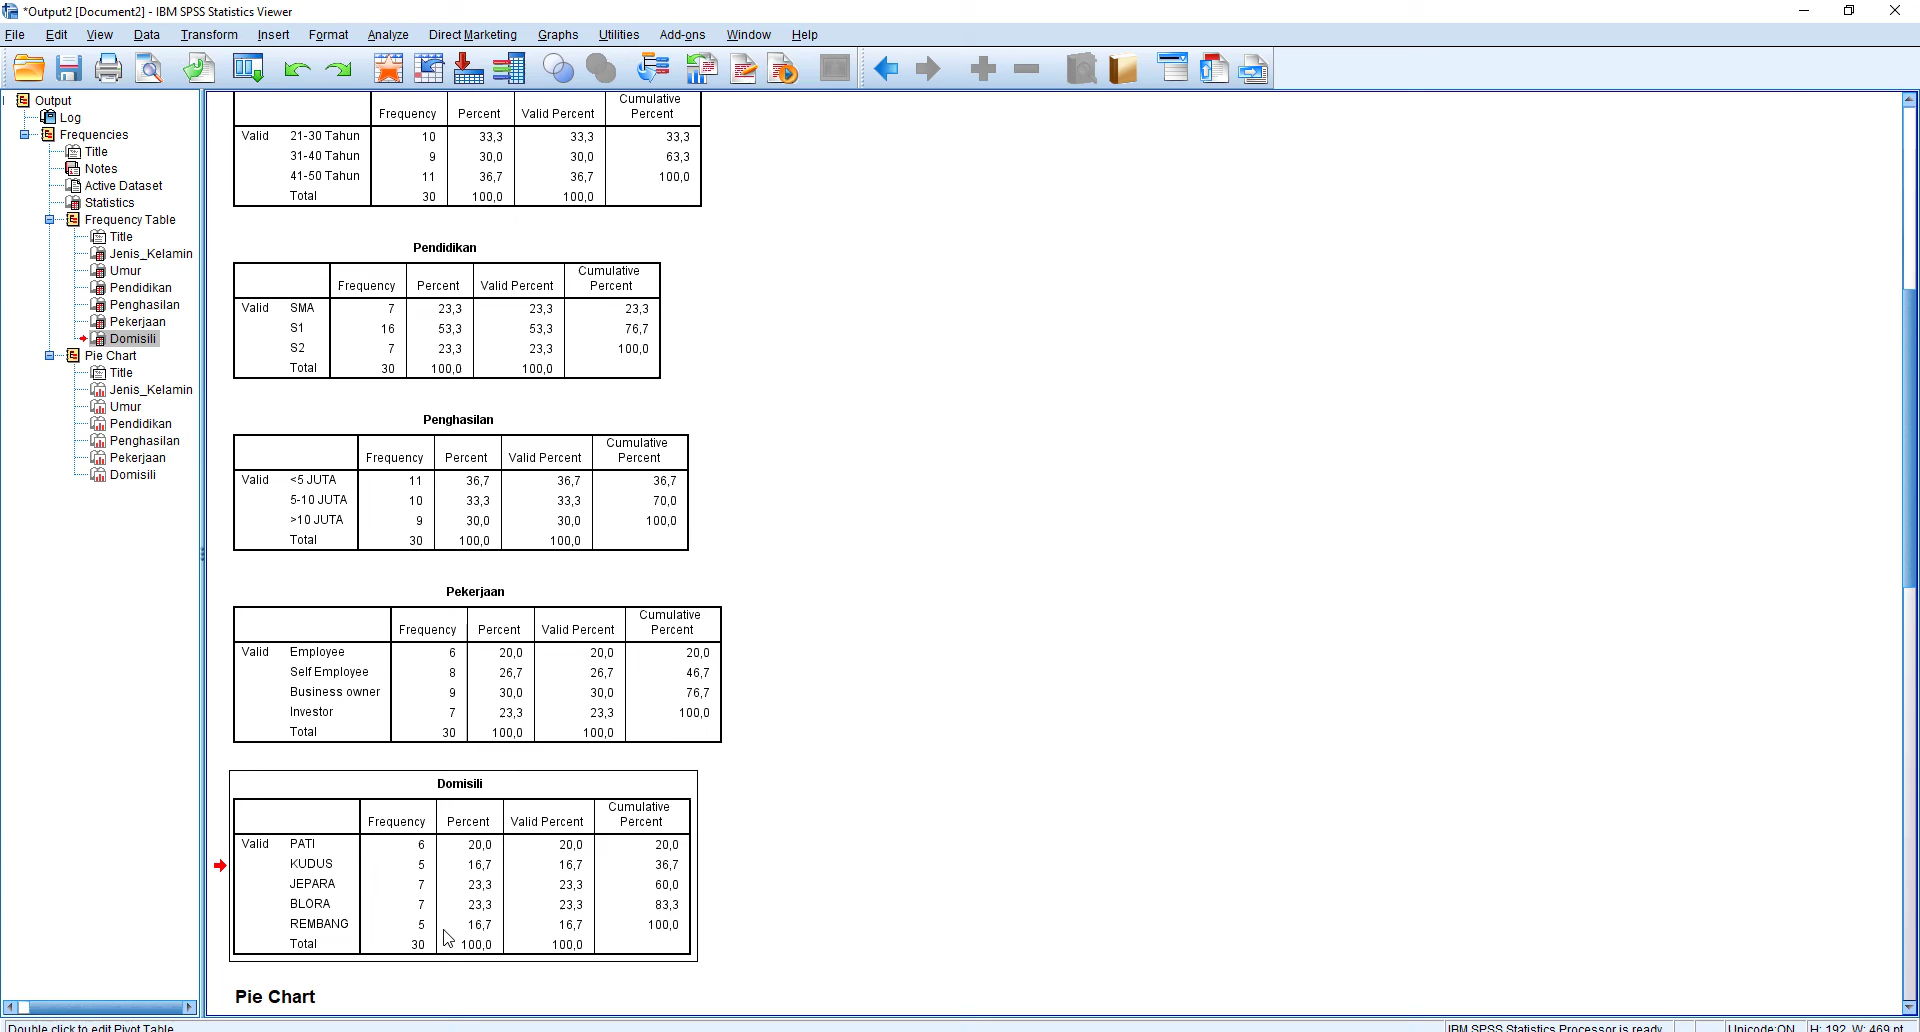 *Output2 [Document2] - IBM SPSS Statistics Viewer
File Edit View Data Transform Insert Format Analyze Direct Marketing Graphs Utilities Add-ons Window Help
Output
Log
Frequencies
Title
Notes
Active Dataset
Statistics
Frequency Table
Title
Jenis_Kelamin
Umur
Pendidikan
Penghasilan
Pekerjaan
Domisili
Pie Chart
Title
Jenis_Kelamin
Umur
Pendidikan
Penghasilan
Pekerjaan
Domisili
Frequency Percent Valid Percent Cumulative Percent
Valid 21-30 Tahun 10 33,3 33,3 33,3
31-40 Tahun 9 30,0 30,0 63,3
41-50 Tahun 11 36,7 36,7 100,0
Total 30 100,0 100,0
Pendidikan
Frequency Percent Valid Percent Cumulative Percent
Valid SMA 7 23,3 23,3 23,3
S1 16 53,3 53,3 76,7
S2 7 23,3 23,3 100,0
Total 30 100,0 100,0
Penghasilan
Frequency Percent Valid Percent Cumulative Percent
Valid <5 JUTA 11 36,7 36,7 36,7
5-10 JUTA 10 33,3 33,3 70,0
>10 JUTA 9 30,0 30,0 100,0
Total 30 100,0 100,0
Pekerjaan
Frequency Percent Valid Percent Cumulative Percent
Valid Employee 6 20,0 20,0 20,0
Self Employee 8 26,7 26,7 46,7
Business owner 9 30,0 30,0 76,7
Investor 7 23,3 23,3 100,0
Total 30 100,0 100,0
Domisili
Frequency Percent Valid Percent Cumulative Percent
Valid PATI 6 20,0 20,0 20,0
KUDUS 5 16,7 16,7 36,7
JEPARA 7 23,3 23,3 60,0
BLORA 7 23,3 23,3 83,3
REMBANG 5 16,7 16,7 100,0
Total 30 100,0 100,0
Pie Chart
Double click to edit Pivot Table
IBM SPSS Statistics Processor is ready Unicode:ON H: 192, W: 469 pt